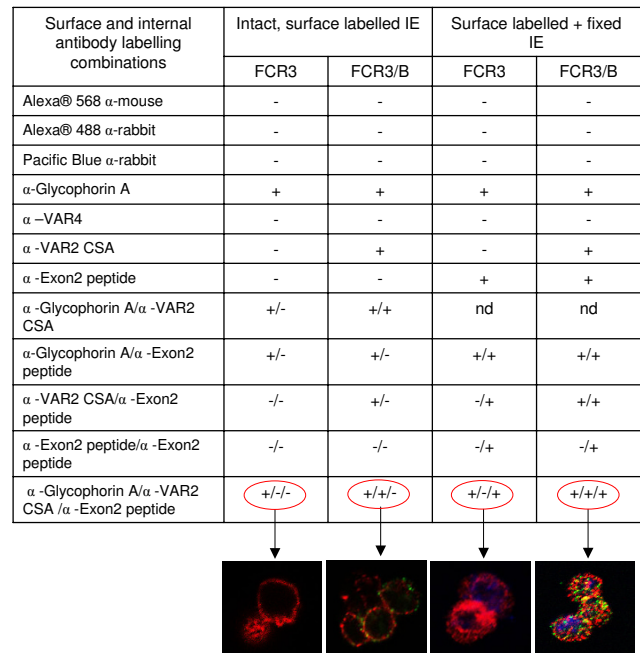 Surface and internal antibody labelling combinations | Intact, surface labelled IE | Surface labelled + fixed IE
FCR3 | FCR3/B | FCR3 | FCR3/B
Alexa® 568 α-mouse | - | - | - | -
Alexa® 488 α-rabbit | - | - | - | -
Pacific Blue α-rabbit | - | - | - | -
α-Glycophorin A | + | + | + | +
α –VAR4 | - | - | - | -
α -VAR2 CSA | - | + | - | +
α -Exon2 peptide | - | - | + | +
α -Glycophorin A/α -VAR2 CSA | +/- | +/+ | nd | nd
α-Glycophorin A/α -Exon2 peptide | +/- | +/- | +/+ | +/+
α -VAR2 CSA/α -Exon2 peptide | -/- | +/- | -/+ | +/+
α -Exon2 peptide/α -Exon2 peptide | -/- | -/- | -/+ | -/+
α -Glycophorin A/α -VAR2 CSA /α -Exon2 peptide | +/-/- | +/+/- | +/-/+ | +/+/+